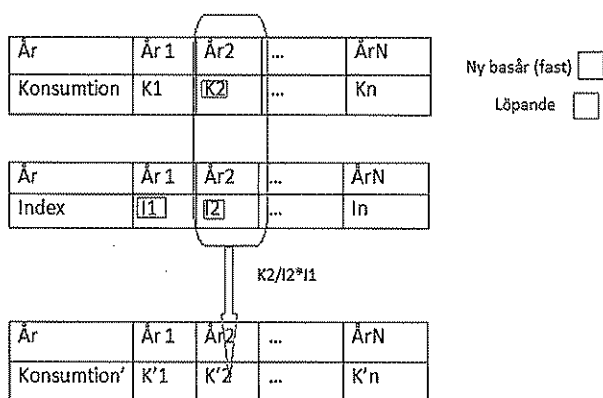 År År 1 År2 ... ÅrN
Konsumtion K1 K2 ... Kn
Ny basår (fast)
Löpande
År År 1 År2 ... ÅrN
Index I1 I2 ... In
K2/I2*I1
År År 1 År2 ... ÅrN
Konsumtion' K'1 K'2 ... K'n